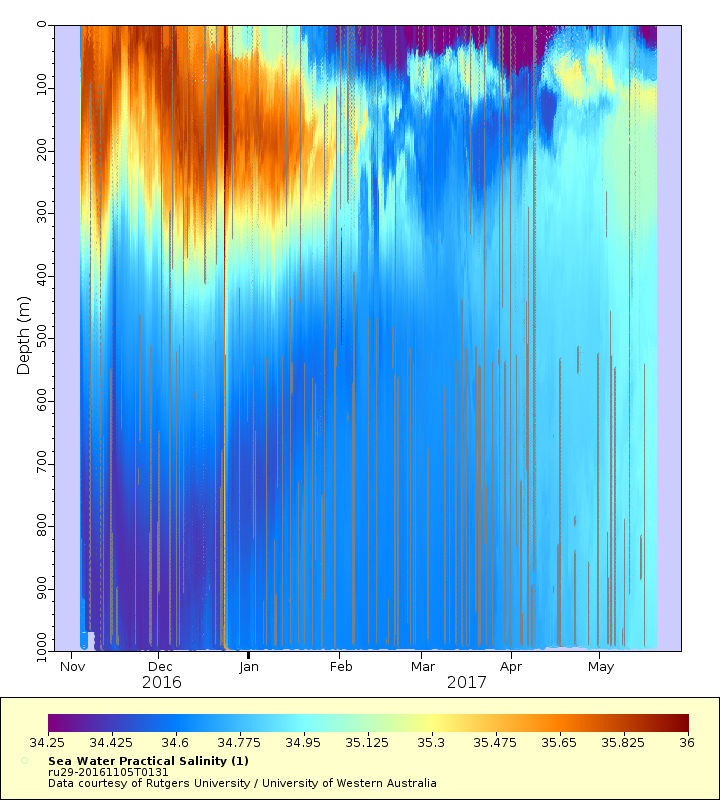 0
100
200
300
400
500
600
700
800
900
1000
Depth (m)
Nov Dec Jan Feb Mar Apr May
2016 2017
34.25 34.425 34.6 34.775 34.95 35.125 35.3 35.475 35.65 35.825 36
Sea Water Practical Salinity (1)
ru29-20161105T0131
Data courtesy of Rutgers University / University of Western Australia